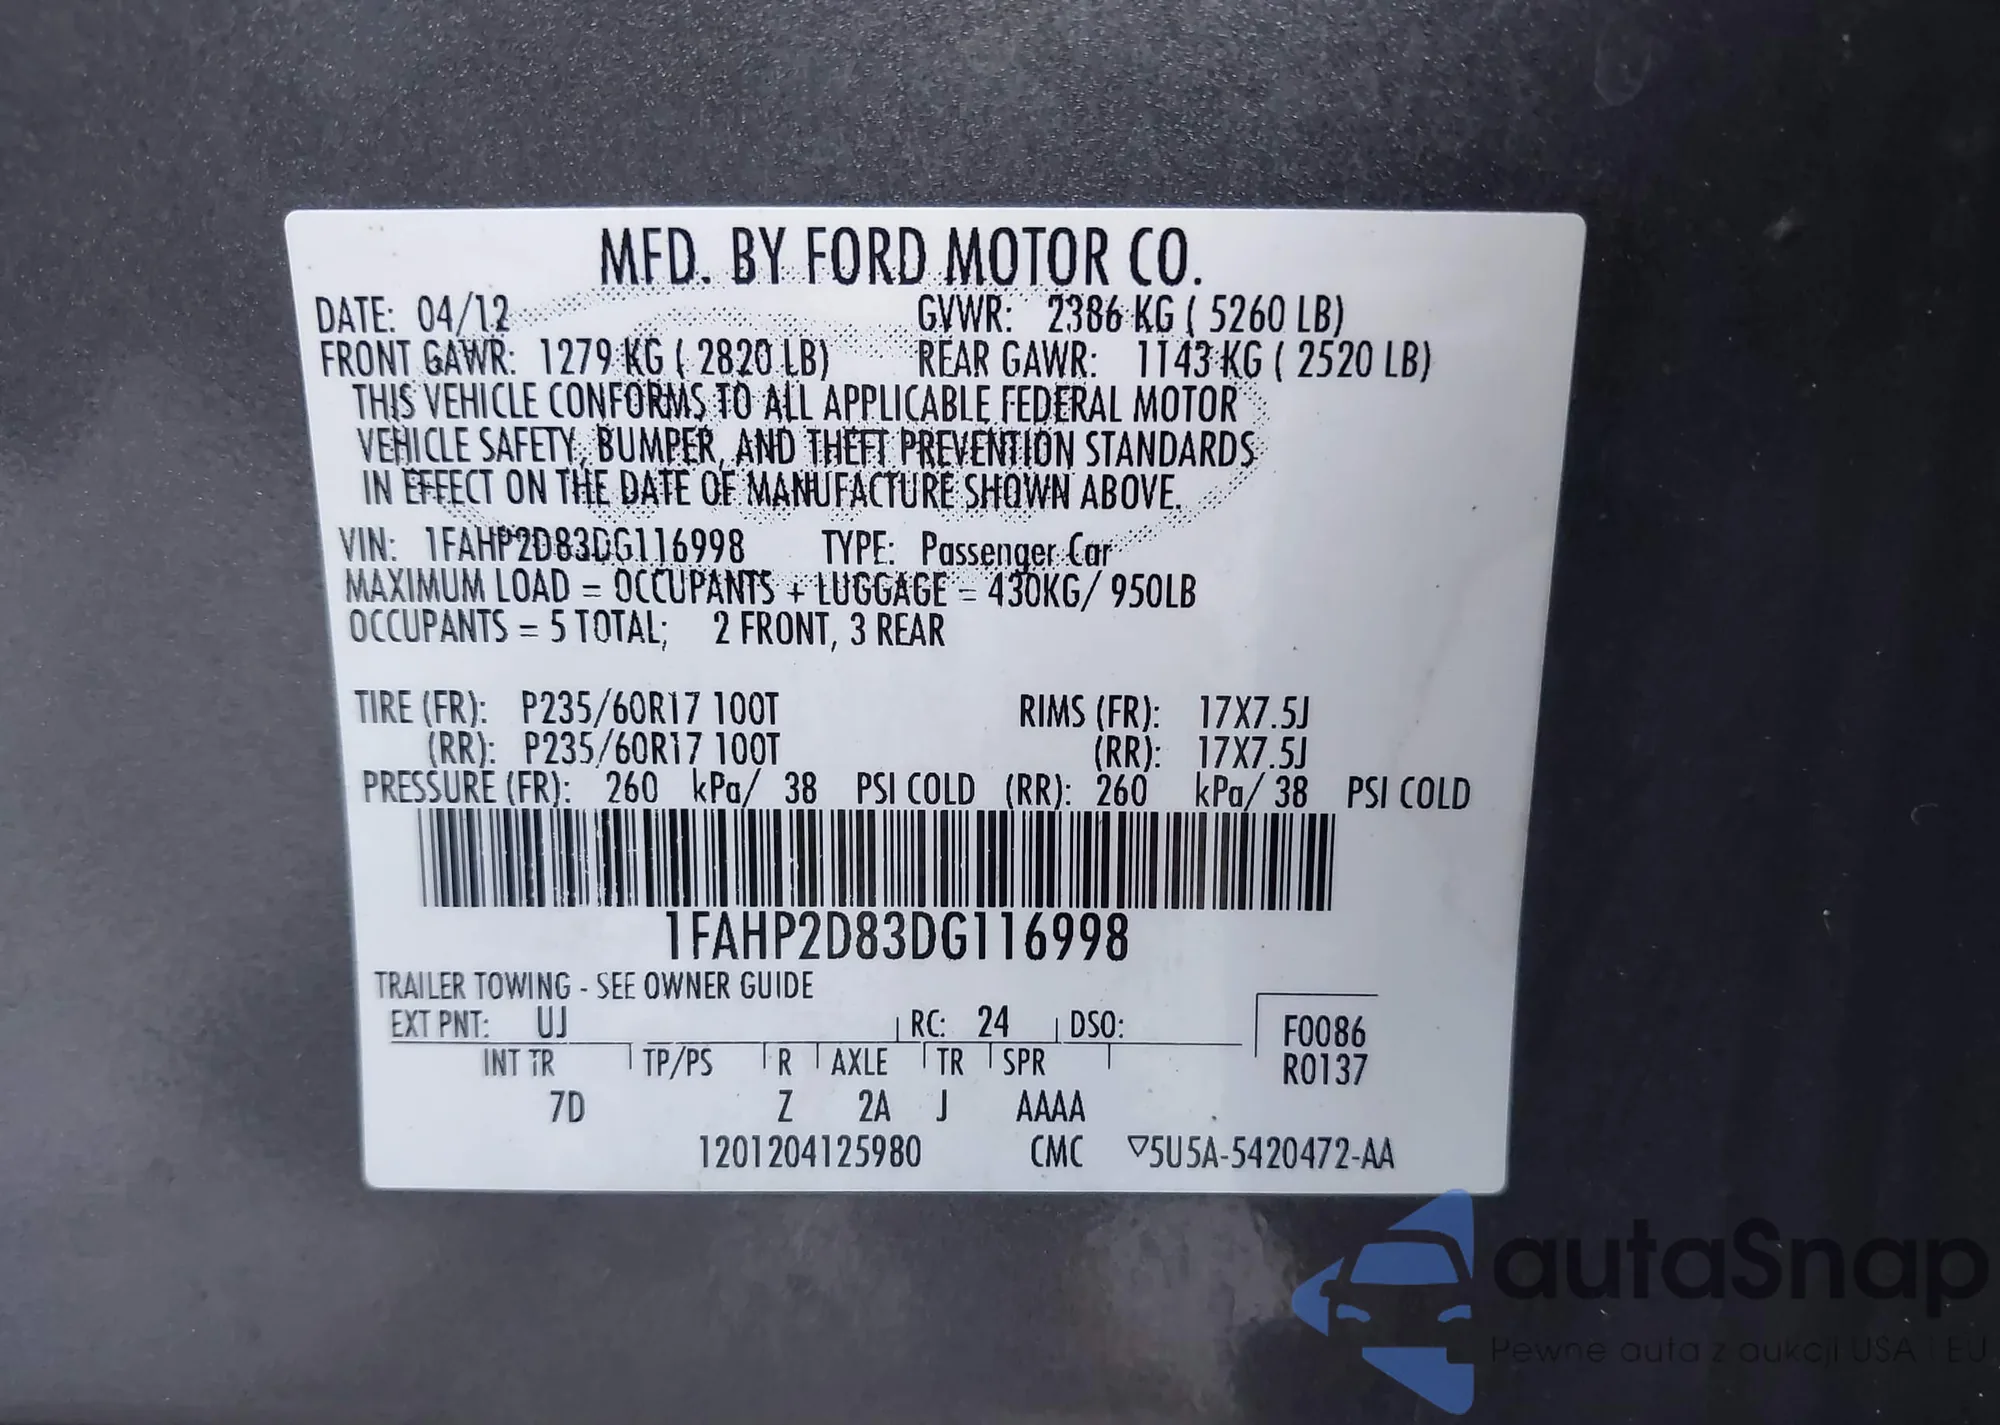 MFD. BY FORD MOTOR CO.
DATE: 04/12 GVWR: 2386 KG ( 5260 LB)
FRONT GAWR: 1279 KG ( 2820 LB) REAR GAWR: 1143 KG ( 2520 LB)
THIS VEHICLE CONFORMS TO ALL APPLICABLE FEDERAL MOTOR
VEHICLE SAFETY, BUMPER, AND THEFT PREVENTION STANDARDS
IN EFFECT ON THE DATE OF MANUFACTURE SHOWN ABOVE.
VIN: 1FAHP2D83DG116998 TYPE: Passenger Car
MAXIMUM LOAD = OCCUPANTS + LUGGAGE = 430KG/ 950LB
OCCUPANTS = 5 TOTAL; 2 FRONT, 3 REAR
TIRE (FR): P235/60R17 100T RIMS (FR): 17X7.5J
(RR): P235/60R17 100T (RR): 17X7.5J
PRESSURE (FR): 260 kPa/ 38 PSI COLD (RR): 260 kPa/ 38 PSI COLD
1FAHP2D83DG116998
TRAILER TOWING - SEE OWNER GUIDE
EXT PNT: UJ RC: 24 DSO: F0086
INT TR TP/PS R AXLE TR SPR R0137
7D Z 2A J AAAA
1201204125980 CMC ▽5U5A-5420472-AA
autaSnap
Pewne auta z aukcji USA i EU